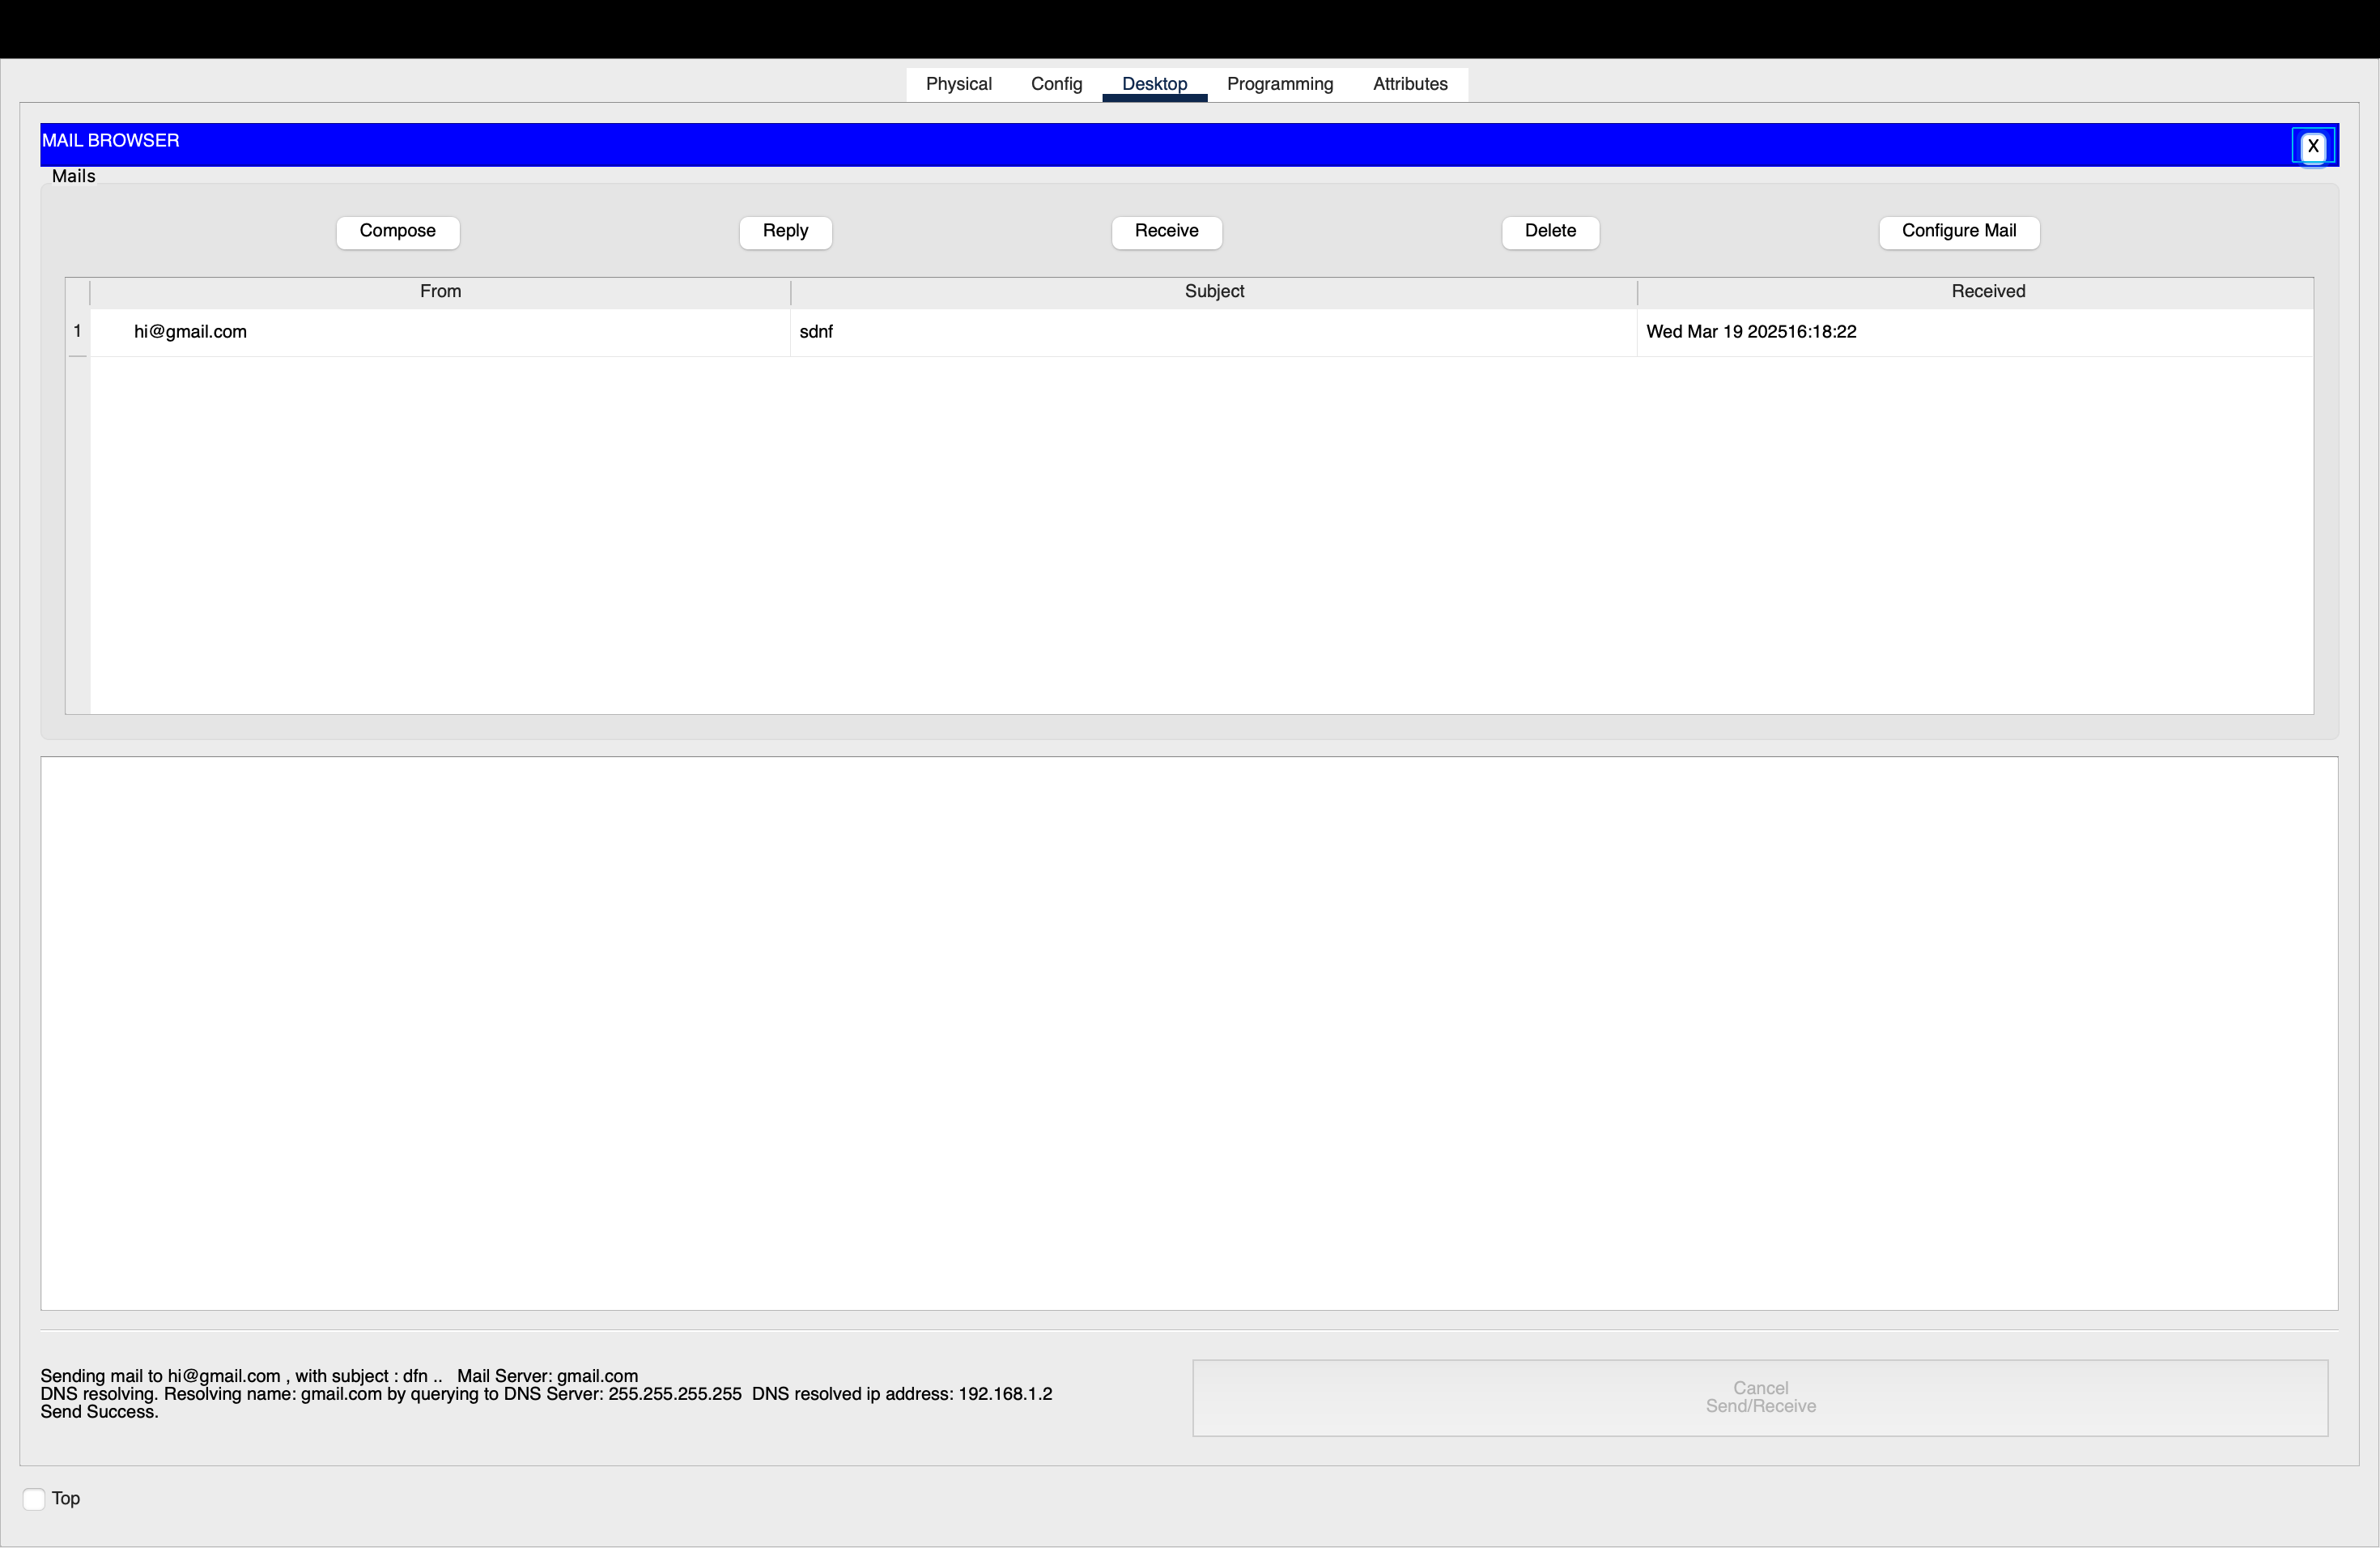 Physical Config Desktop Programming Attributes
MAIL BROWSER X
Mails
Compose Reply Receive Delete Configure Mail
From Subject Received
1 hi@gmail.com sdnf Wed Mar 19 202516:18:22
Sending mail to hi@gmail.com , with subject : dfn .. Mail Server: gmail.com
DNS resolving. Resolving name: gmail.com by querying to DNS Server: 255.255.255.255 DNS resolved ip address: 192.168.1.2
Send Success.
Cancel
Send/Receive
Top